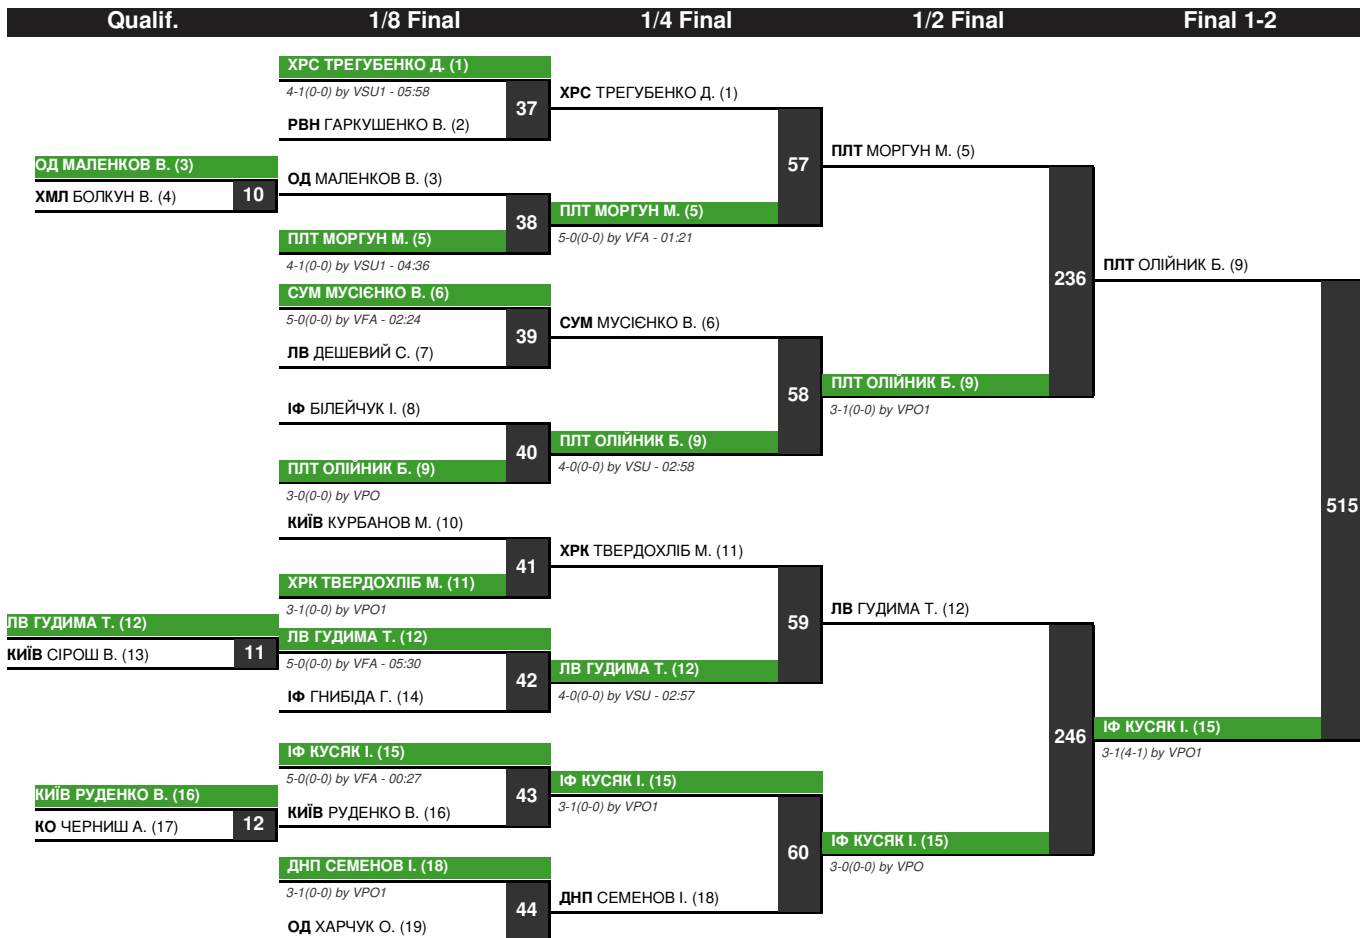 Qualif. 1/8 Final 1/4 Final 1/2 Final Final 1-2
ХРС ТРЕГУБЕНКО Д. (1)
4-1(0-0) by VSU1 - 05:58
37
РВН ГАРКУШЕНКО В. (2)
ОД МАЛЕНКОВ В. (3)
ХМЛ БОЛКУН В. (4)
10
ОД МАЛЕНКОВ В. (3)
38
ПЛТ МОРГУН М. (5)
4-1(0-0) by VSU1 - 04:36
СУМ МУСІЄНКО В. (6)
5-0(0-0) by VFA - 02:24
39
ЛВ ДЕШЕВИЙ С. (7)
ІФ БІЛЕЙЧУК І. (8)
40
ПЛТ ОЛІЙНИК Б. (9)
3-0(0-0) by VPO
КИЇВ КУРБАНОВ М. (10)
41
ХРК ТВЕРДОХЛІБ М. (11)
3-1(0-0) by VPO1
ЛВ ГУДИМА Т. (12)
КИЇВ СІРОШ В. (13)
11
ЛВ ГУДИМА Т. (12)
5-0(0-0) by VFA - 05:30
42
ІФ ГНИБІДА Г. (14)
ІФ КУСЯК І. (15)
5-0(0-0) by VFA - 00:27
43
КИЇВ РУДЕНКО В. (16)
КИЇВ РУДЕНКО В. (16)
КО ЧЕРНИШ А. (17)
12
ДНП СЕМЕНОВ І. (18)
3-1(0-0) by VPO1
44
ОД ХАРЧУК О. (19)
ХРС ТРЕГУБЕНКО Д. (1)
57
ПЛТ МОРГУН М. (5)
5-0(0-0) by VFA - 01:21
СУМ МУСІЄНКО В. (6)
58
ПЛТ ОЛІЙНИК Б. (9)
4-0(0-0) by VSU - 02:58
ХРК ТВЕРДОХЛІБ М. (11)
59
ЛВ ГУДИМА Т. (12)
4-0(0-0) by VSU - 02:57
ІФ КУСЯК І. (15)
3-1(0-0) by VPO1
60
ДНП СЕМЕНОВ І. (18)
ПЛТ МОРГУН М. (5)
236
ПЛТ ОЛІЙНИК Б. (9)
3-1(0-0) by VPO1
ЛВ ГУДИМА Т. (12)
246
ІФ КУСЯК І. (15)
3-0(0-0) by VPO
ПЛТ ОЛІЙНИК Б. (9)
515
ІФ КУСЯК І. (15)
3-1(4-1) by VPO1